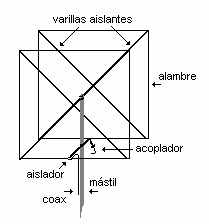 varillas aislantes
alambre
acoplador
aislador
mástil
coax